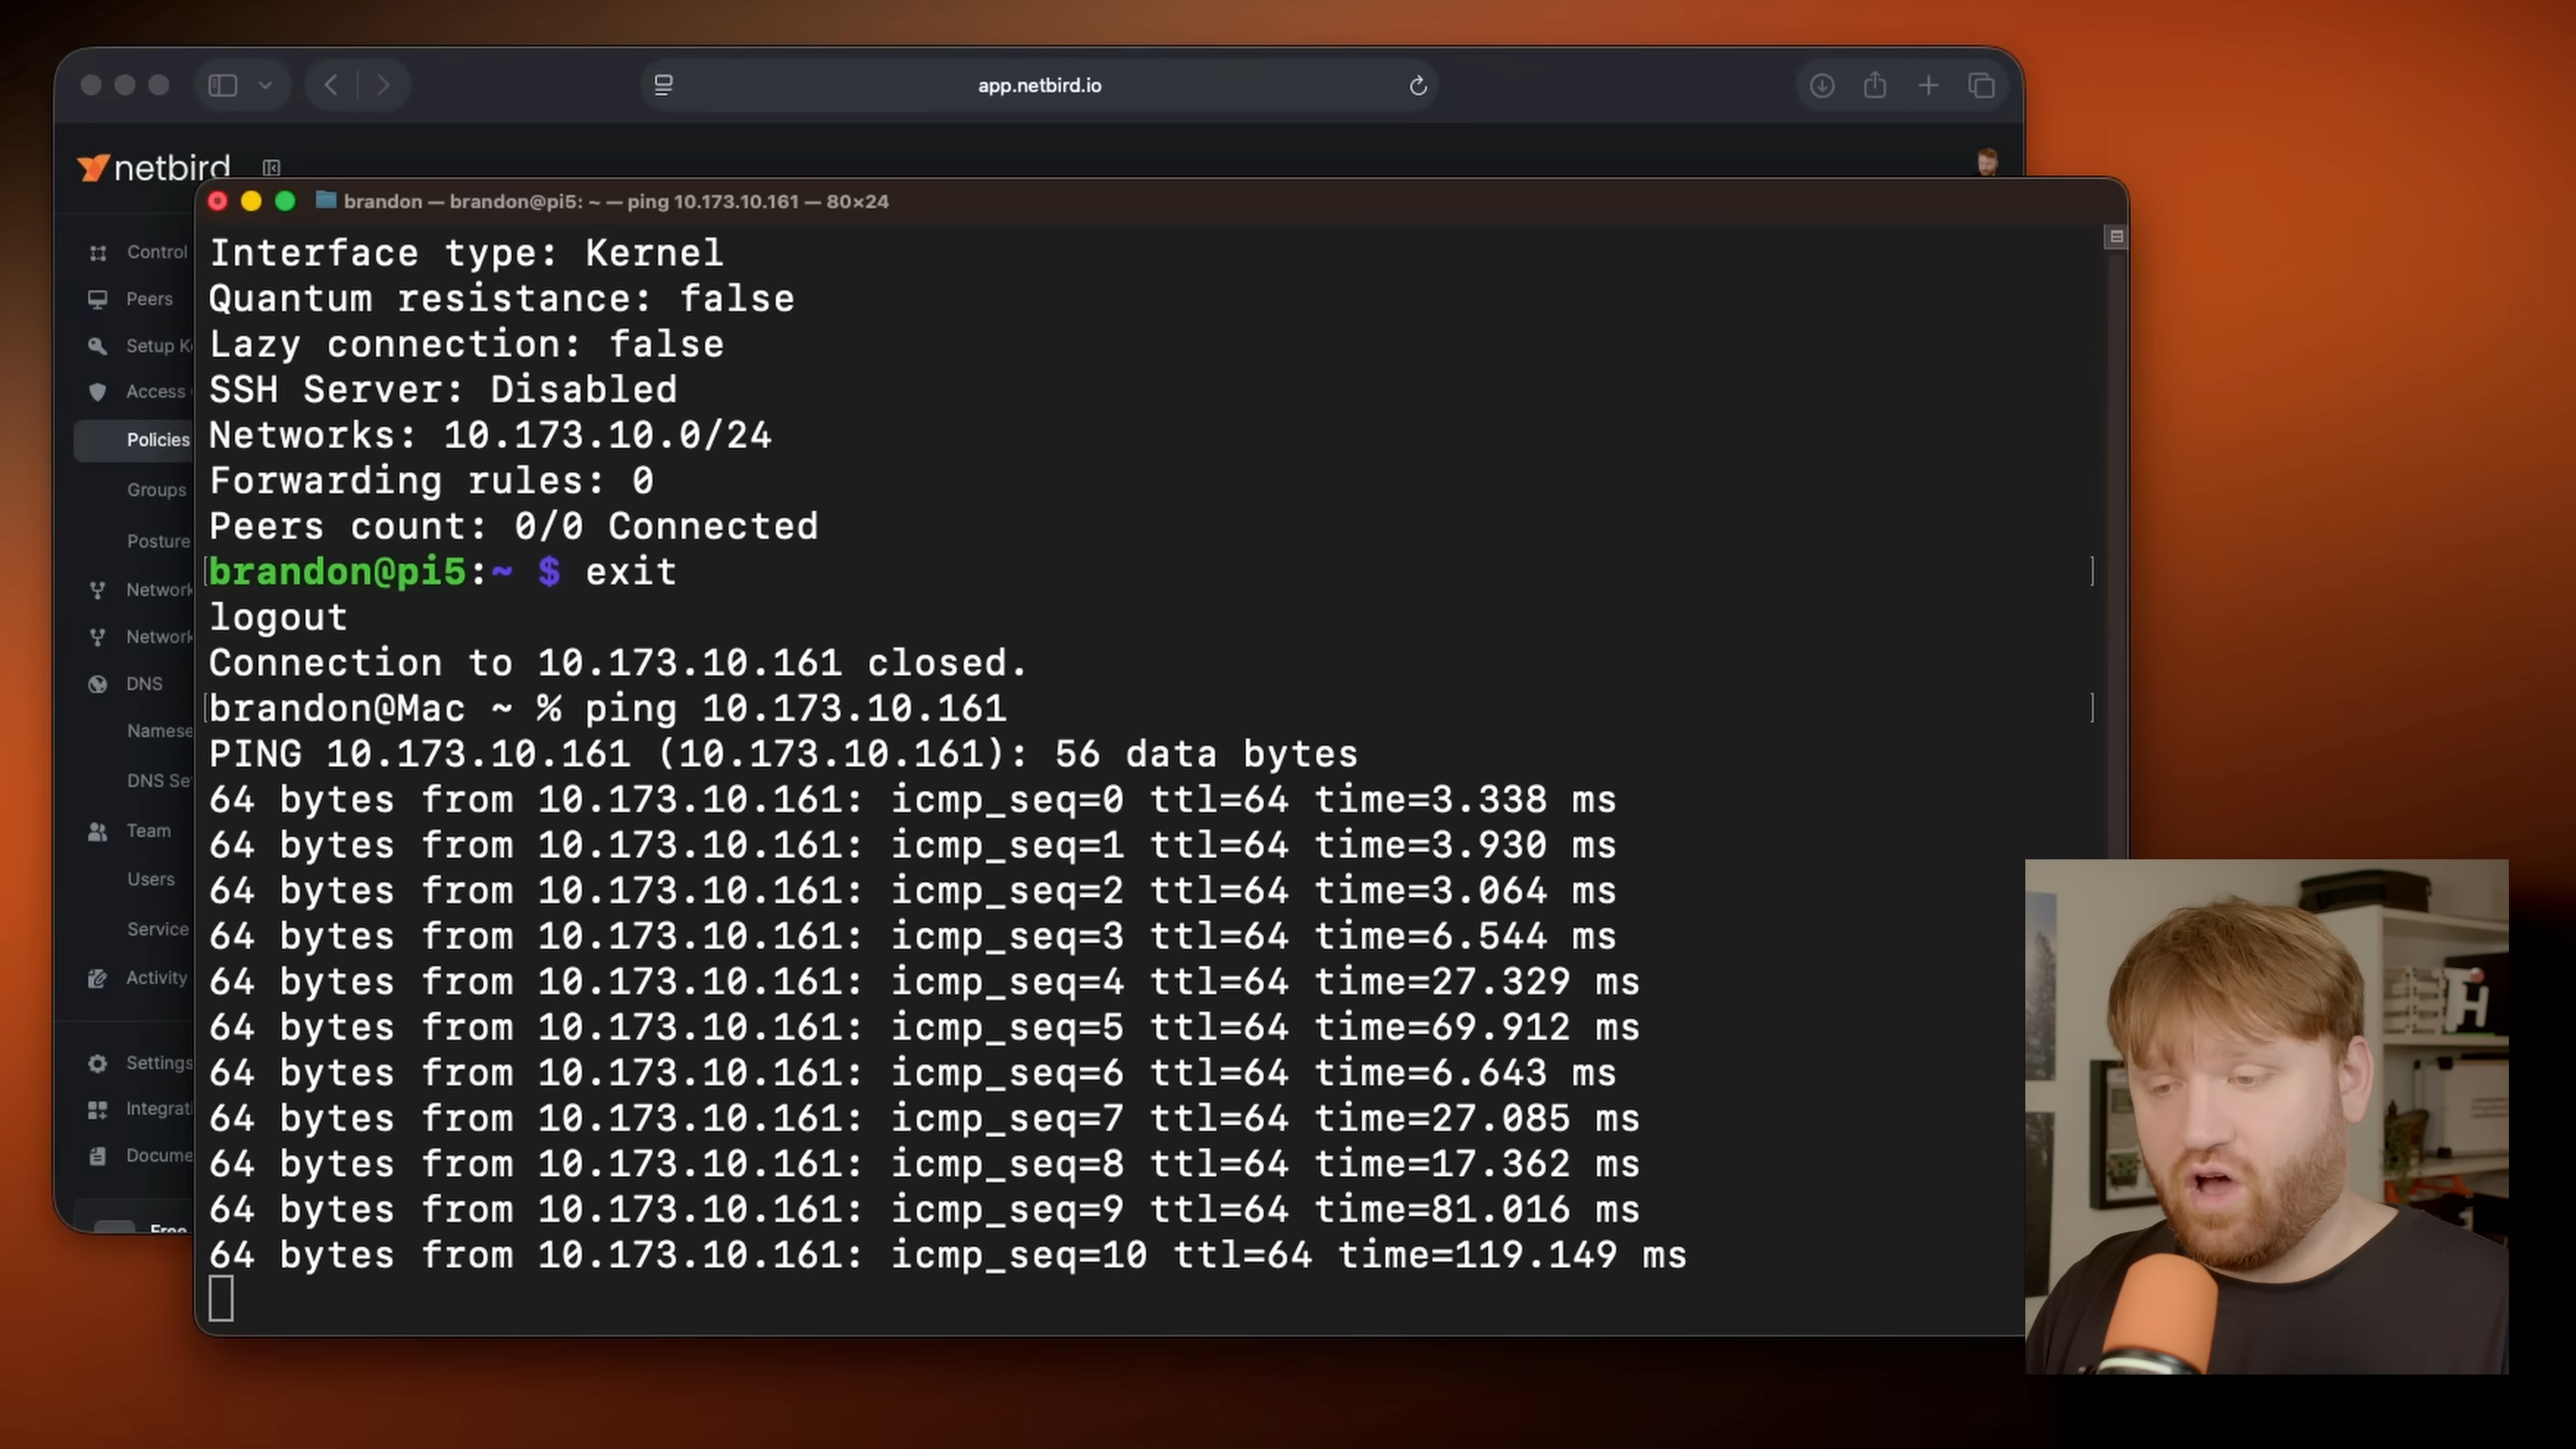 app.netbird.io
netbird
brandon — brandon@pi5: ~ — ping 10.173.10.161 — 80×24
Control
Peers
Setup K
Access
Policies
Groups
Posture
Network
Network
DNS
Namese
DNS Se
Team
Users
Service
Activity
Settings
Integrati
Docume
Free
Interface type: Kernel
Quantum resistance: false
Lazy connection: false
SSH Server: Disabled
Networks: 10.173.10.0/24
Forwarding rules: 0
Peers count: 0/0 Connected
[brandon@pi5:~ $ exit ]
logout
Connection to 10.173.10.161 closed.
[brandon@Mac ~ % ping 10.173.10.161 ]
PING 10.173.10.161 (10.173.10.161): 56 data bytes
64 bytes from 10.173.10.161: icmp_seq=0 ttl=64 time=3.338 ms
64 bytes from 10.173.10.161: icmp_seq=1 ttl=64 time=3.930 ms
64 bytes from 10.173.10.161: icmp_seq=2 ttl=64 time=3.064 ms
64 bytes from 10.173.10.161: icmp_seq=3 ttl=64 time=6.544 ms
64 bytes from 10.173.10.161: icmp_seq=4 ttl=64 time=27.329 ms
64 bytes from 10.173.10.161: icmp_seq=5 ttl=64 time=69.912 ms
64 bytes from 10.173.10.161: icmp_seq=6 ttl=64 time=6.643 ms
64 bytes from 10.173.10.161: icmp_seq=7 ttl=64 time=27.085 ms
64 bytes from 10.173.10.161: icmp_seq=8 ttl=64 time=17.362 ms
64 bytes from 10.173.10.161: icmp_seq=9 ttl=64 time=81.016 ms
64 bytes from 10.173.10.161: icmp_seq=10 ttl=64 time=119.149 ms